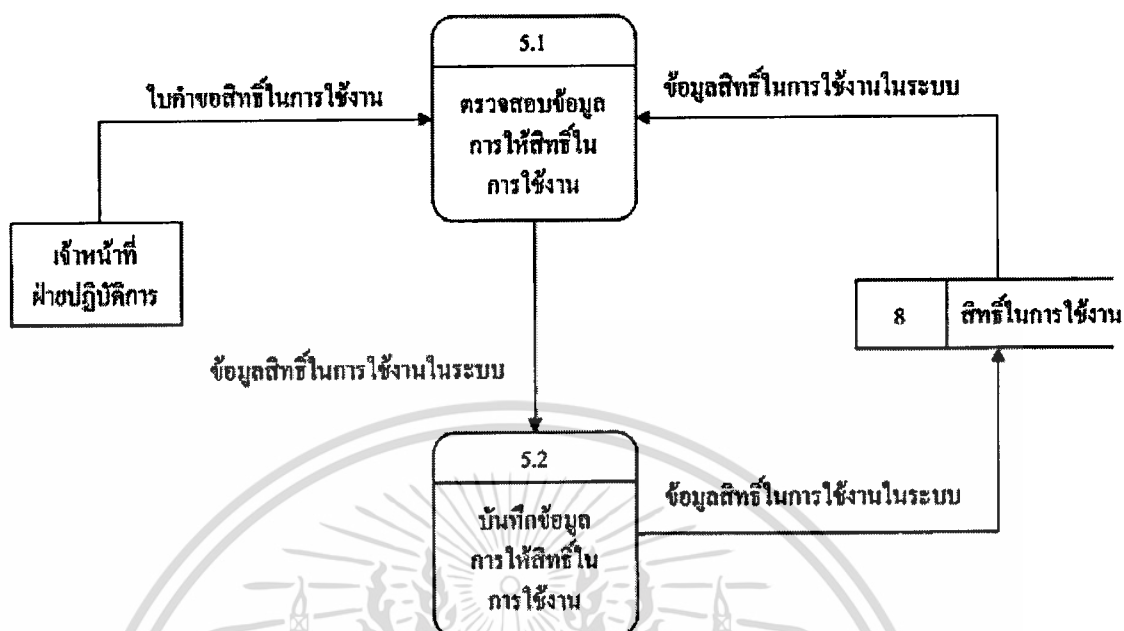 5.1
ใบคำขอสิทธิ์ในการใช้งาน
ข้อมูลสิทธิ์ในการใช้งานในระบบ
ตรวจสอบข้อมูล
การให้สิทธิ์ใน
การใช้งาน
เจ้าหน้าที่
ฝ่ายปฏิบัติการ
8
สิทธิ์ในการใช้งาน
ข้อมูลสิทธิ์ในการใช้งานในระบบ
5.2
ข้อมูลสิทธิ์ในการใช้งานในระบบ
บันทึกข้อมูล
การให้สิทธิ์ใน
การใช้งาน